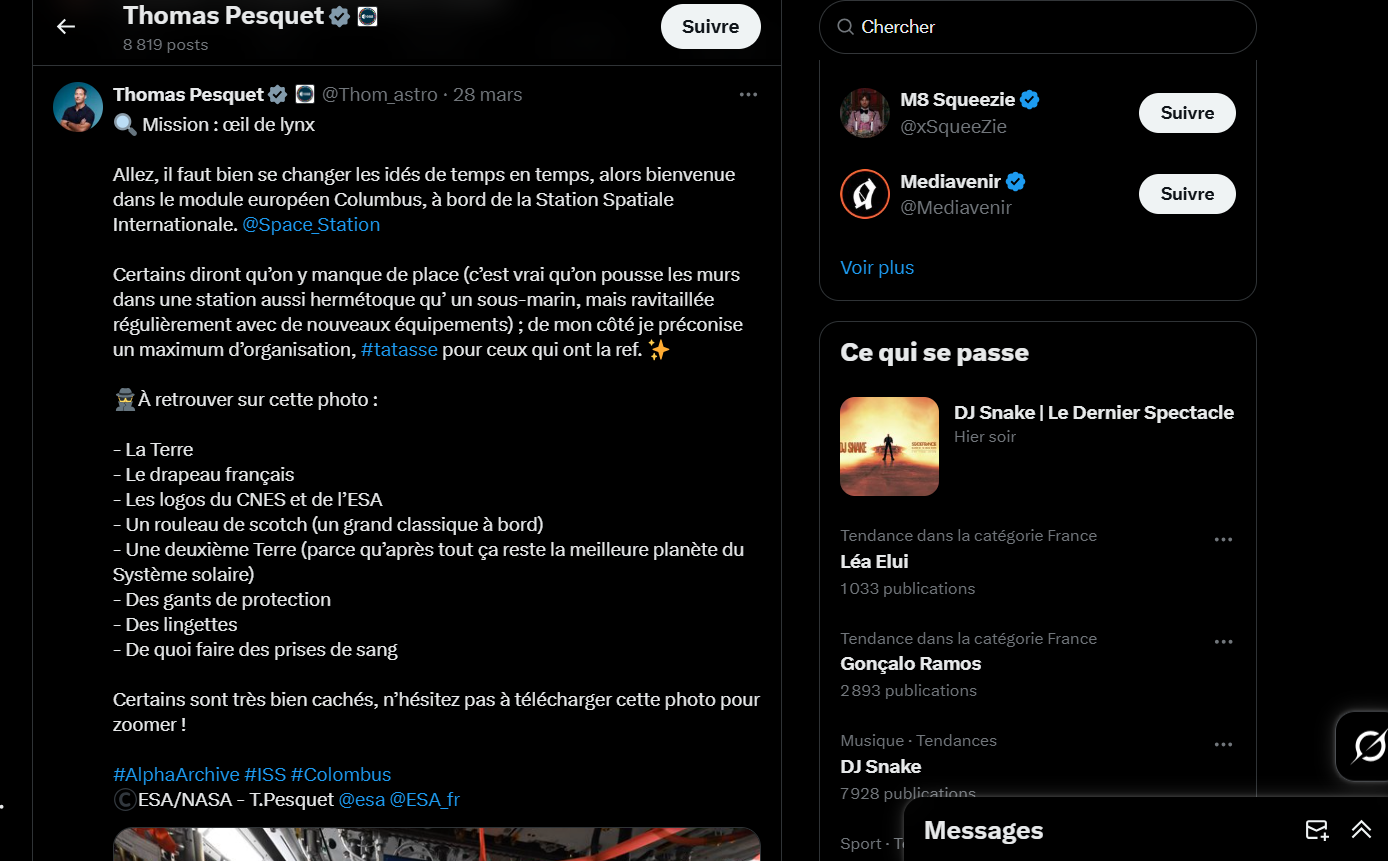 Thomas Pesquet
8 819 posts
Suivre
Thomas Pesquet @Thom_astro · 28 mars
🔍 Mission : œil de lynx
Allez, il faut bien se changer les idés de temps en temps, alors bienvenue
dans le module européen Columbus, à bord de la Station Spatiale
Internationale. @Space_Station
Certains diront qu’on y manque de place (c’est vrai qu’on pousse les murs
dans une station aussi hermétoque qu’ un sous-marin, mais ravitaillée
régulièrement avec de nouveaux équipements) ; de mon côté je préconise
un maximum d’organisation, #tatasse pour ceux qui ont la ref. ✨
🕵️À retrouver sur cette photo :
- La Terre
- Le drapeau français
- Les logos du CNES et de l’ESA
- Un rouleau de scotch (un grand classique à bord)
- Une deuxième Terre (parce qu’après tout ça reste la meilleure planète du
Système solaire)
- Des gants de protection
- Des lingettes
- De quoi faire des prises de sang
Certains sont très bien cachés, n’hésitez pas à télécharger cette photo pour
zoomer !
#AlphaArchive #ISS #Colombus
©ESA/NASA - T.Pesquet @esa @ESA_fr
Chercher
M8 Squeezie
@xSqueeZie
Suivre
Mediavenir
@Mediavenir
Suivre
Voir plus
Ce qui se passe
DJ SNAKE
DJ Snake | Le Dernier Spectacle
Hier soir
Tendance dans la catégorie France
Léa Elui
1 033 publications
Tendance dans la catégorie France
Gonçalo Ramos
2 893 publications
Musique · Tendances
DJ Snake
7 928 publications
Sport ·
Messages